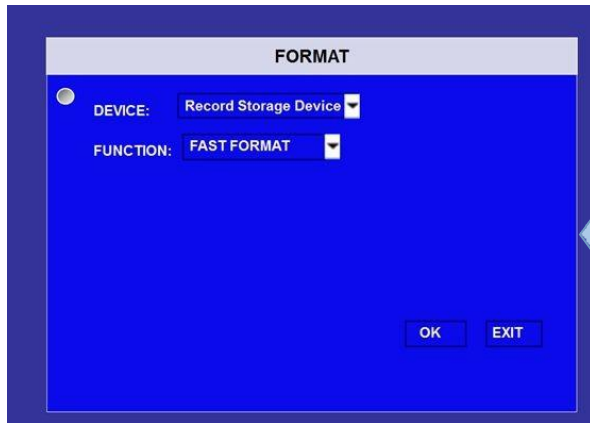 FORMAT
DEVICE: Record Storage Device
FUNCTION: FAST FORMAT
OK EXIT